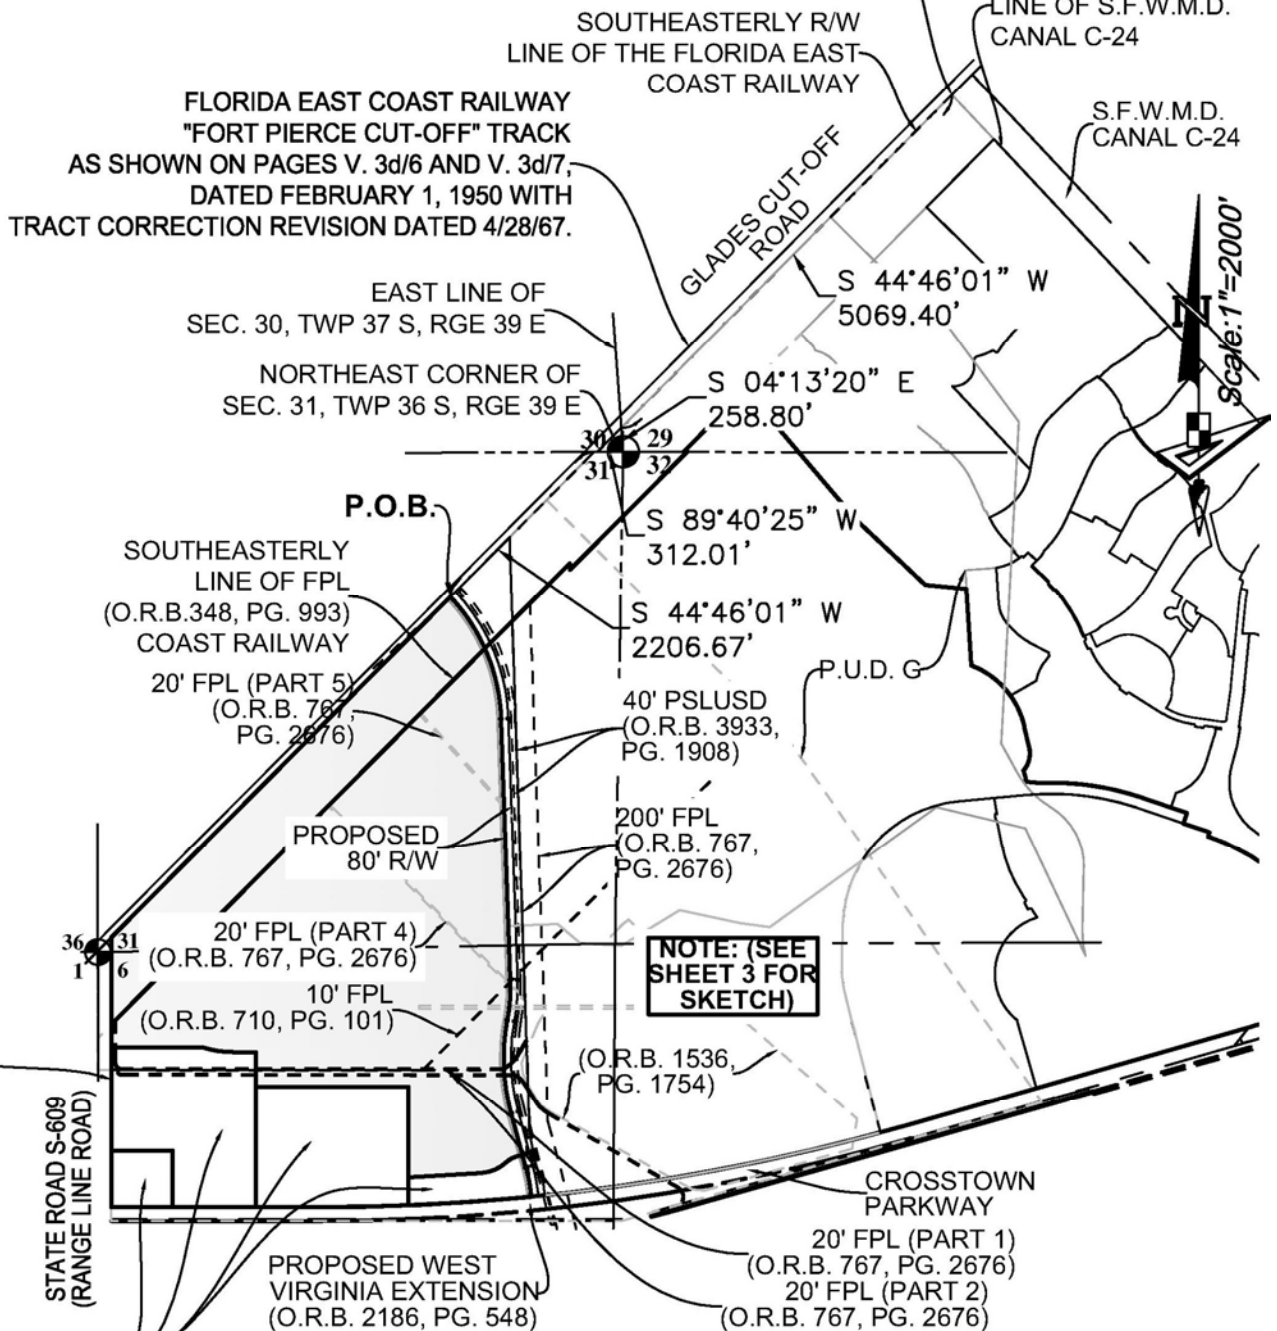 LINE OF S.F.W.M.D.
CANAL C-24
SOUTHEASTERLY R/W
LINE OF THE FLORIDA EAST
COAST RAILWAY
FLORIDA EAST COAST RAILWAY
"FORT PIERCE CUT-OFF" TRACK
AS SHOWN ON PAGES V. 3d/6 AND V. 3d/7,
DATED FEBRUARY 1, 1950 WITH
TRACT CORRECTION REVISION DATED 4/28/67.
S.F.W.M.D.
CANAL C-24
GLADES CUT-OFF
ROAD
N
Scale:1"=2000'
S 44°46'01" W
5069.40'
EAST LINE OF
SEC. 30, TWP 37 S, RGE 39 E
NORTHEAST CORNER OF
SEC. 31, TWP 36 S, RGE 39 E
S 04°13'20" E
258.80'
30 29
31 32
P.O.B.
S 89°40'25" W
312.01'
SOUTHEASTERLY
LINE OF FPL
(O.R.B.348, PG. 993)
COAST RAILWAY
S 44°46'01" W
2206.67'
20' FPL (PART 5)
(O.R.B. 767,
PG. 2676)
P.U.D. G
40' PSLUSD
(O.R.B. 3933,
PG. 1908)
PROPOSED
80' R/W
200' FPL
(O.R.B. 767,
PG. 2676)
20' FPL (PART 4)
(O.R.B. 767, PG. 2676)
36 31
1 6
NOTE: (SEE
SHEET 3 FOR
SKETCH)
10' FPL
(O.R.B. 710, PG. 101)
(O.R.B. 1536,
PG. 1754)
STATE ROAD S-609
(RANGE LINE ROAD)
CROSSTOWN
PARKWAY
20' FPL (PART 1)
(O.R.B. 767, PG. 2676)
20' FPL (PART 2)
(O.R.B. 767, PG. 2676)
PROPOSED WEST
VIRGINIA EXTENSION
(O.R.B. 2186, PG. 548)